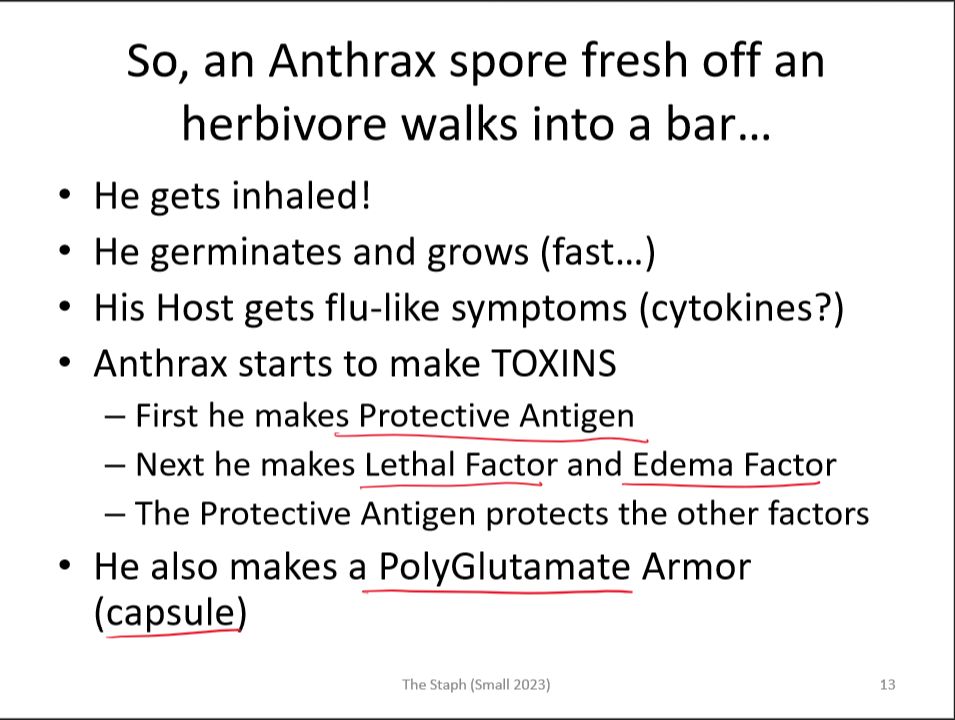 So, an Anthrax spore fresh off an
herbivore walks into a bar…
• He gets inhaled!
• He germinates and grows (fast…)
• His Host gets flu-like symptoms (cytokines?)
• Anthrax starts to make TOXINS
– First he makes Protective Antigen
– Next he makes Lethal Factor and Edema Factor
– The Protective Antigen protects the other factors
• He also makes a PolyGlutamate Armor
(capsule)
The Staph (Small 2023)
13